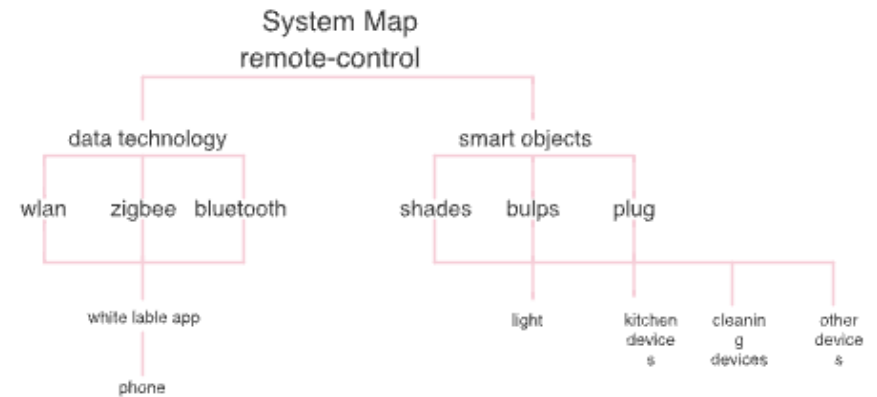 System Map
remote-control
data technology
smart objects
wlan
zigbee
bluetooth
shades
bulps
plug
white lable app
light
kitchen
device
s
cleanin
g
devices
other
device
s
phone